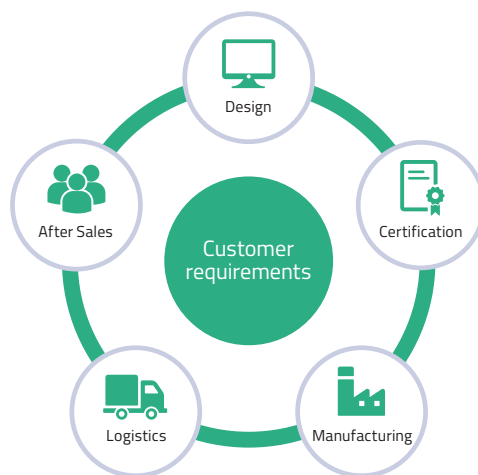 Design
After Sales
Certification
Customer
requirements
Logistics
Manufacturing